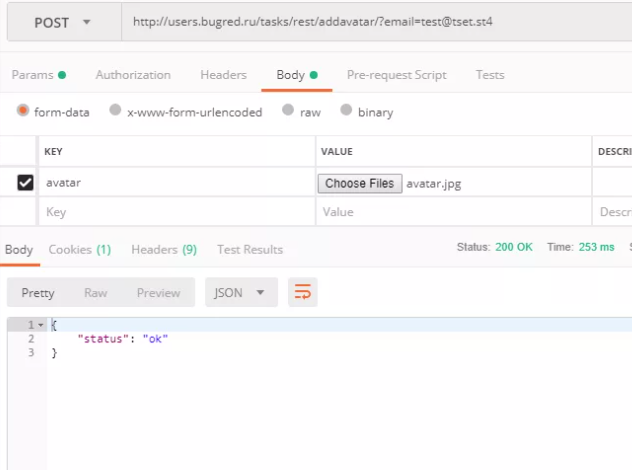 POST http://users.bugred.ru/tasks/rest/addavatar/?email=test@tset.st4
Params Authorization Headers Body Pre-request Script Tests
form-data x-www-form-urlencoded raw binary
KEY VALUE DESCRI
avatar Choose Files avatar.jpg
Key Value Descri
Body Cookies (1) Headers (9) Test Results Status: 200 OK Time: 253 ms S
Pretty Raw Preview JSON
1 {
2 "status": "ok"
3 }